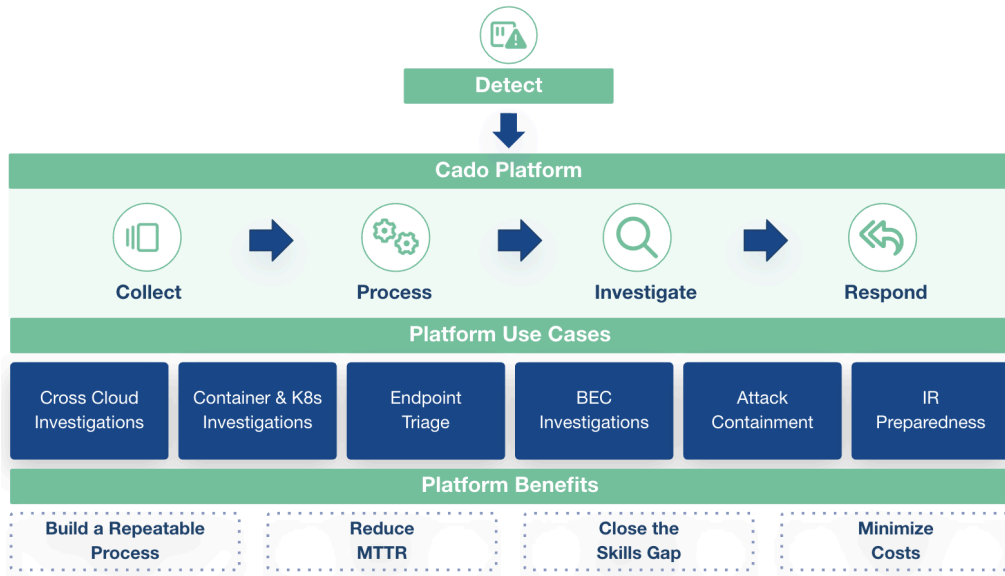 Detect
Cado Platform
Collect
Process
Investigate
Respond
Platform Use Cases
Cross Cloud
Investigations
Container & K8s
Investigations
Endpoint
Triage
BEC
Investigations
Attack
Containment
IR
Preparedness
Platform Benefits
Build a Repeatable
Process
Reduce
MTTR
Close the
Skills Gap
Minimize
Costs